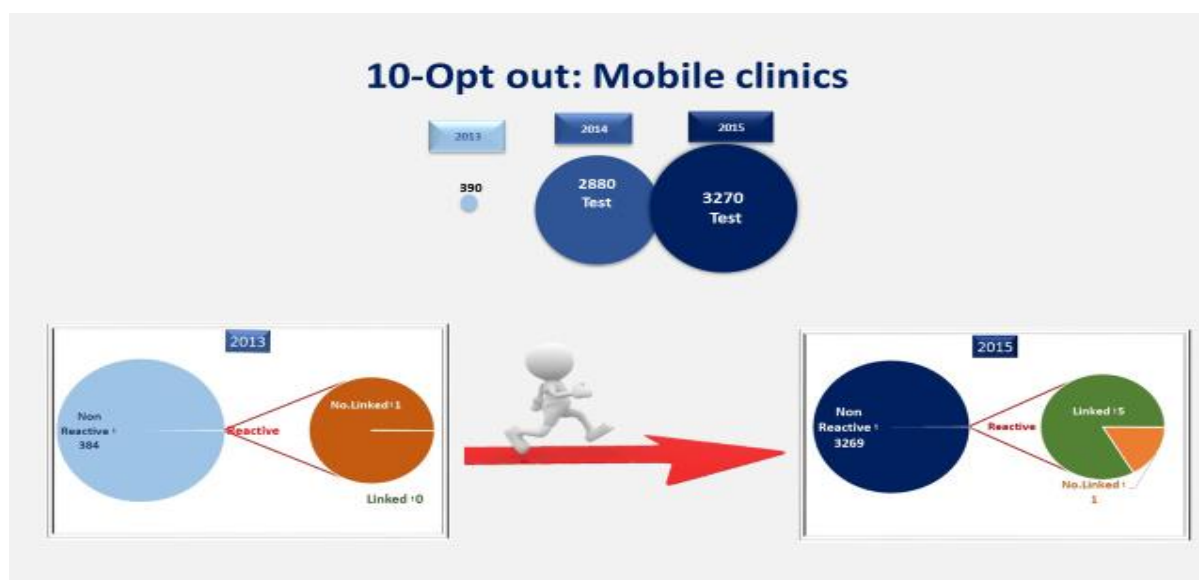 10-Opt out: Mobile clinics
2013
2014
2015
390
2880
Test
3270
Test
2013
Non
Reactive :
384
Reactive
No.Linked:1
Linked :0
2015
Non
Reactive :
3269
Reactive
Linked :5
No.Linked :
1